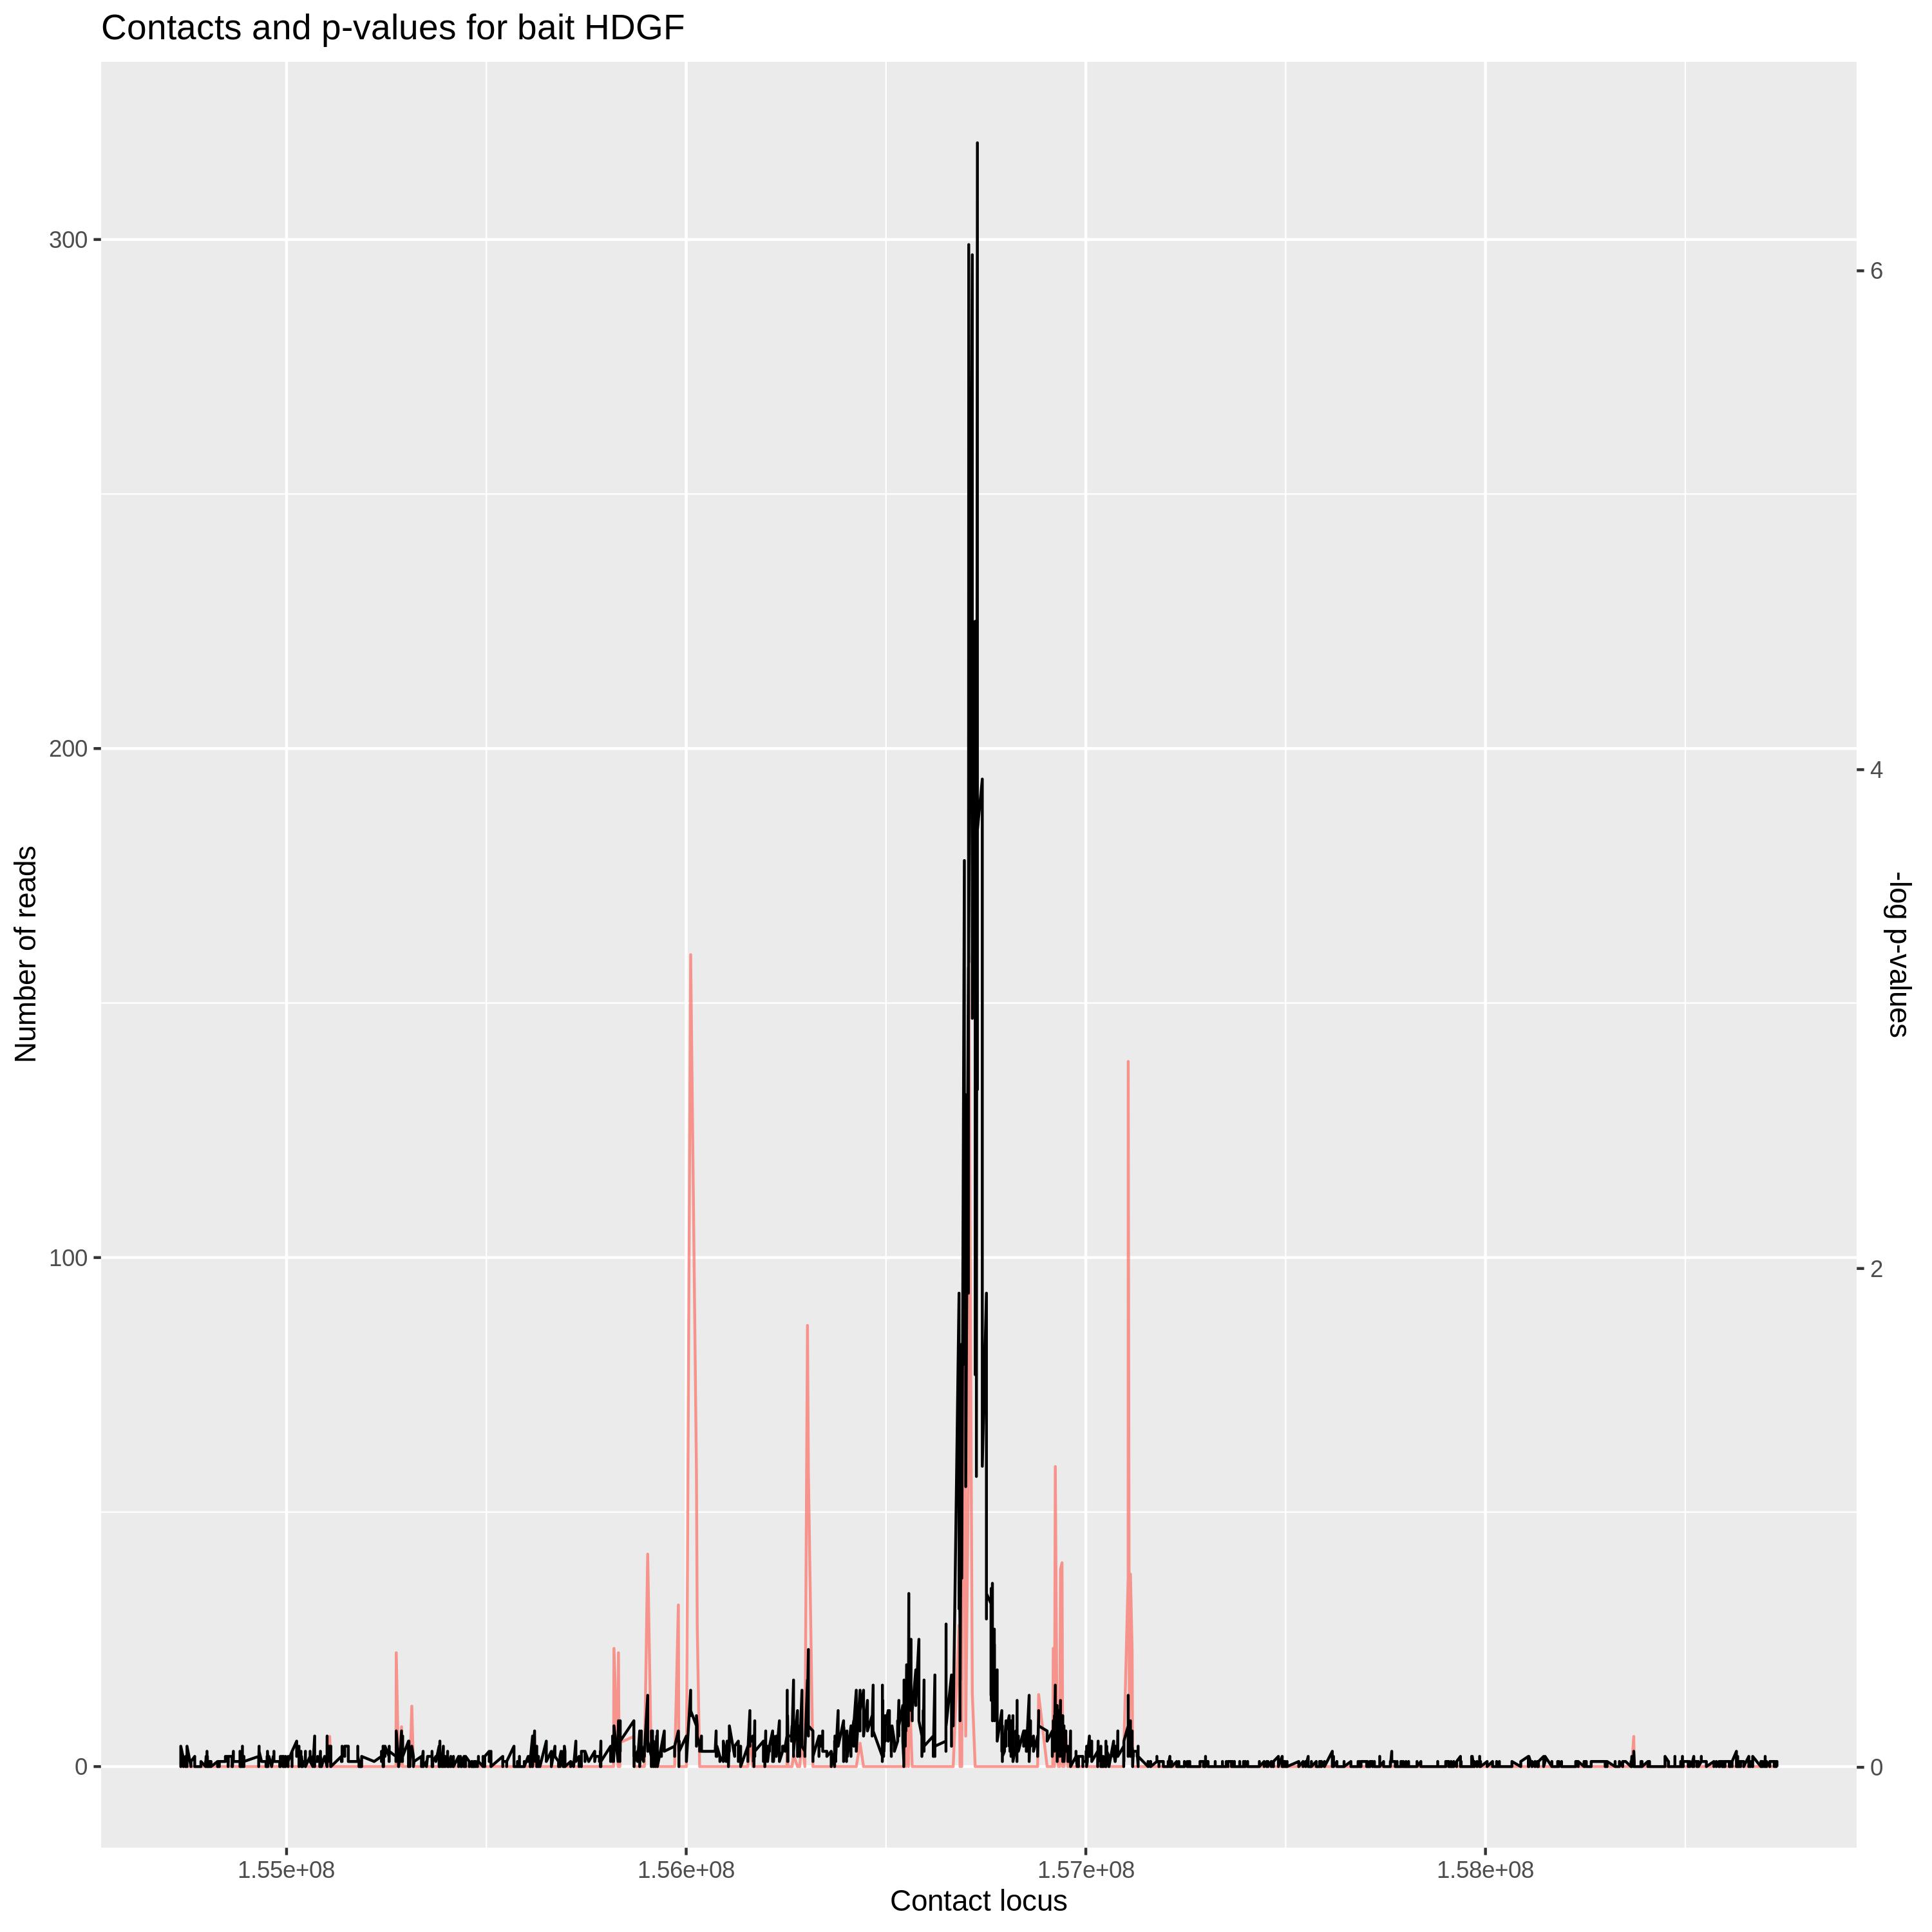 Contacts and p-values for bait HDGF
300
200
100
0
Number of reads
6
4
2
0
-log p-values
1.55e+08
1.56e+08
1.57e+08
1.58e+08
Contact locus